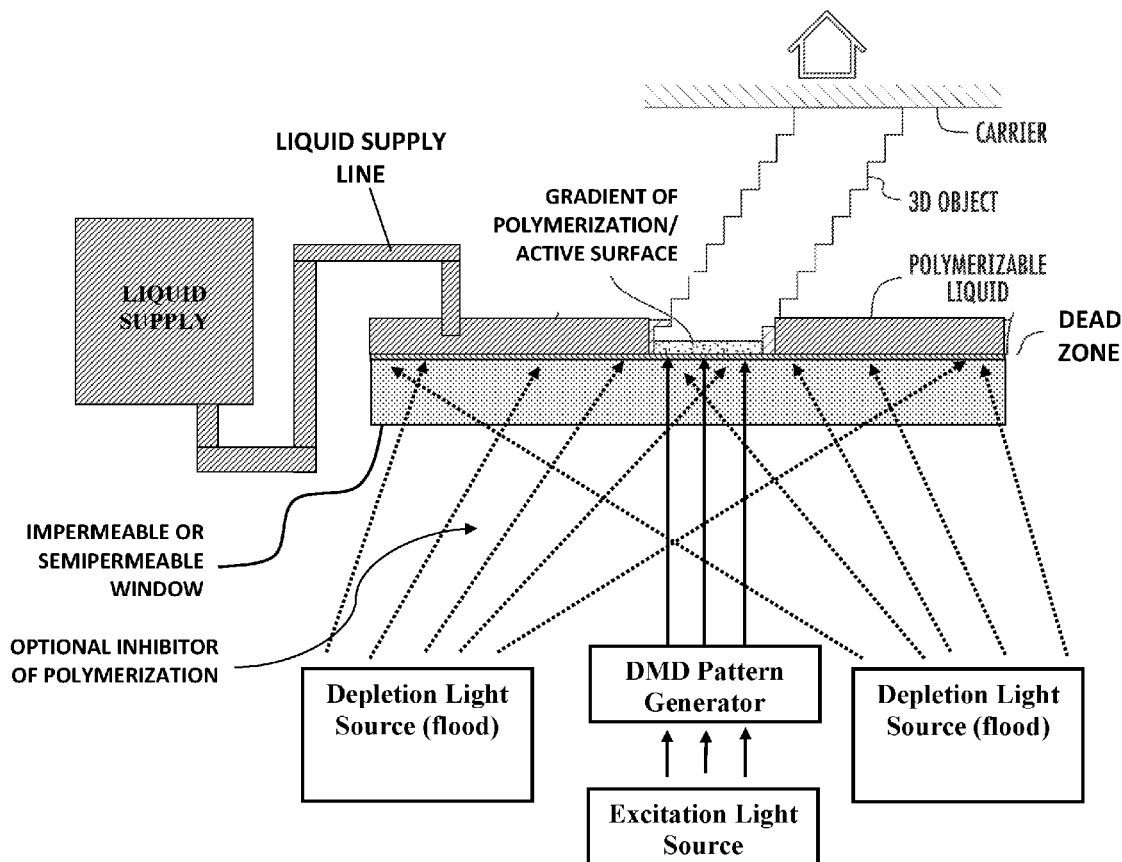 CARRIER
LIQUID SUPPLY
LINE
GRADIENT OF
POLYMERIZATION/
ACTIVE SURFACE
3D OBJECT
POLYMERIZABLE
LIQUID
LIQUID
SUPPLY
DEAD
ZONE
IMPERMEABLE OR
SEMIPERMEABLE
WINDOW
OPTIONAL INHIBITOR
OF POLYMERIZATION
Depletion Light
Source (flood)
DMD Pattern
Generator
Depletion Light
Source (flood)
Excitation Light
Source